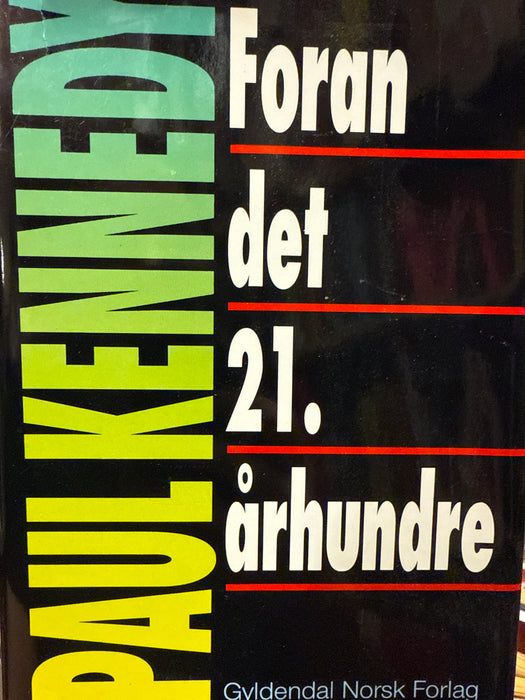 PAUL KENNEDY
Foran
det
21.
århundre
Gyldendal Norsk Forlag